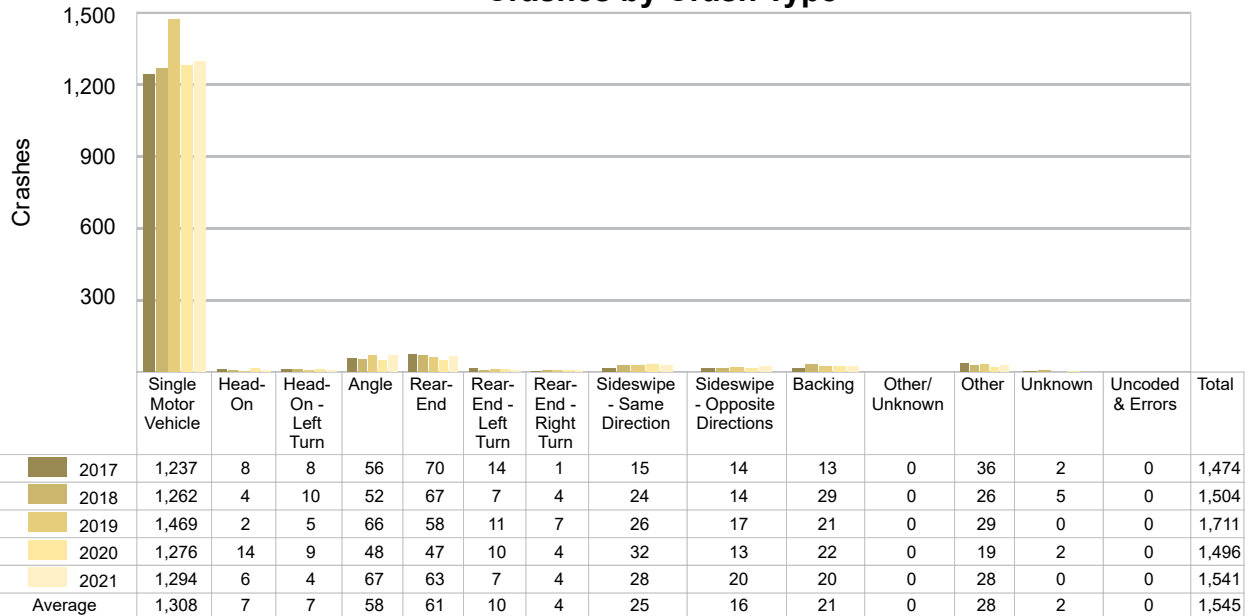 Crashes by Crash Type
1,500
1,200
900
600
300
Crashes
Single Motor Vehicle Head-On Head-On - Left Turn Angle Rear-End Rear-End - Left Turn Rear-End - Right Turn Sideswipe - Same Direction Sideswipe - Opposite Directions Backing Other/ Unknown Other Unknown Uncoded & Errors Total
2017 1,237 8 8 56 70 14 1 15 14 13 0 36 2 0 1,474
2018 1,262 4 10 52 67 7 4 24 14 29 0 26 5 0 1,504
2019 1,469 2 5 66 58 11 7 26 17 21 0 29 0 0 1,711
2020 1,276 14 9 48 47 10 4 32 13 22 0 19 2 0 1,496
2021 1,294 6 4 67 63 7 4 28 20 20 0 28 0 0 1,541
Average 1,308 7 7 58 61 10 4 25 16 21 0 28 2 0 1,545